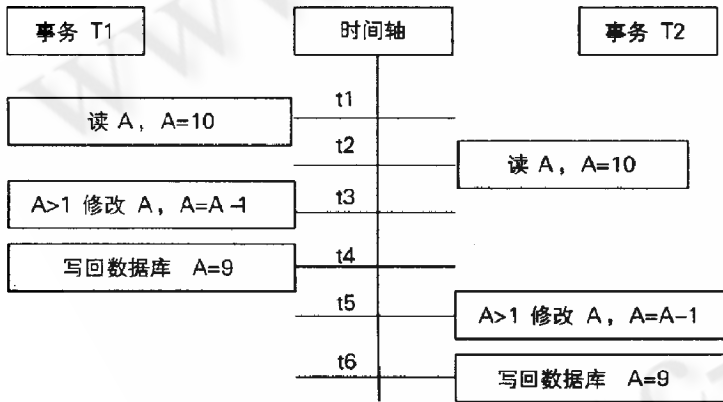 事务 T1
时间轴
事务 T2
t1
读 A，A=10
t2
读 A，A=10
A>1 修改 A，A=A-1
t3
写回数据库 A=9
t4
t5
A>1 修改 A，A=A-1
t6
写回数据库 A=9